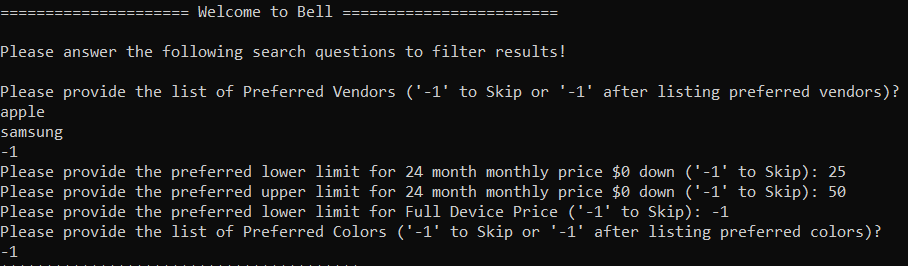 ===================== Welcome to Bell ========================
Please answer the following search questions to filter results!
Please provide the list of Preferred Vendors ('-1' to Skip or '-1' after listing preferred vendors)?
apple
samsung
-1
Please provide the preferred lower limit for 24 month monthly price $0 down ('-1' to Skip): 25
Please provide the preferred upper limit for 24 month monthly price $0 down ('-1' to Skip): 50
Please provide the preferred lower limit for Full Device Price ('-1' to Skip): -1
Please provide the list of Preferred Colors ('-1' to Skip or '-1' after listing preferred colors)?
-1